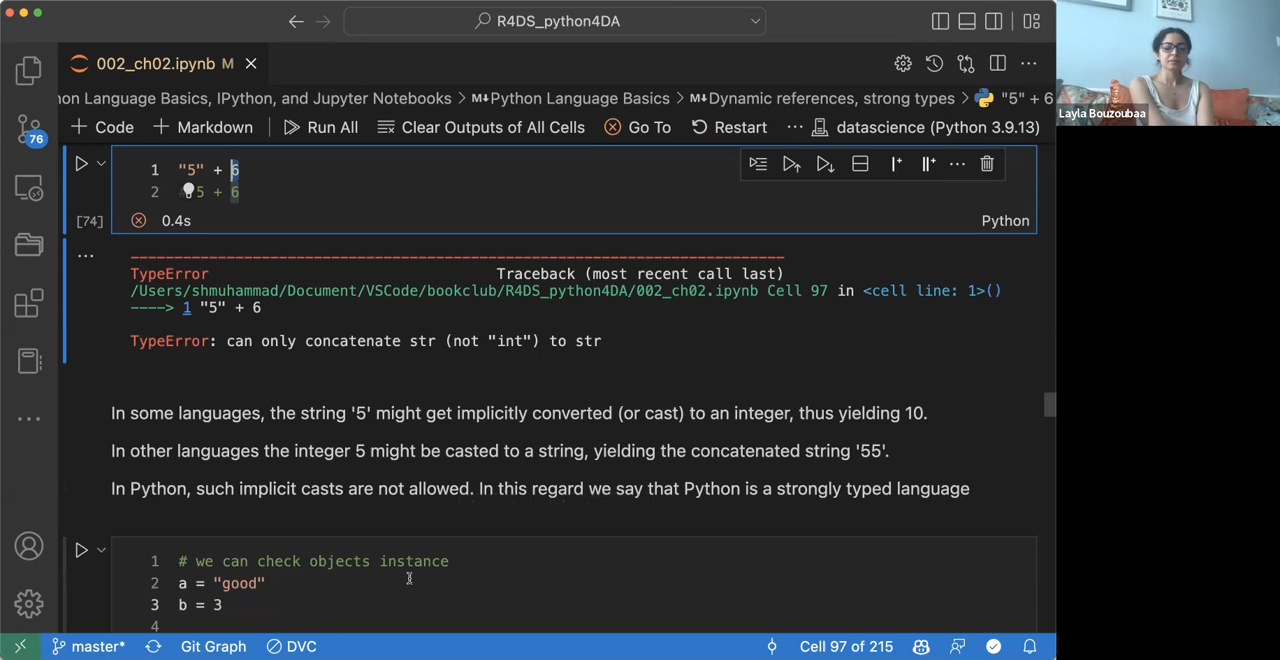 R4DS_python4DA
002_ch02.ipynb M
on Language Basics, IPython, and Jupyter Notebooks > M↓Python Language Basics > M↓Dynamic references, strong types > "5" + 6
Layla Bouzoubaa
+ Code + Markdown Run All Clear Outputs of All Cells Go To Restart ... datascience (Python 3.9.13)
1 "5" + 6
2 5 + 6
[74] 0.4s Python
76
...
---------------------------------------------------------------------------
TypeError Traceback (most recent call last)
/Users/shmuhammad/Document/VSCode/bookclub/R4DS_python4DA/002_ch02.ipynb Cell 97 in <cell line: 1>()
----> 1 "5" + 6
TypeError: can only concatenate str (not "int") to str
In some languages, the string '5' might get implicitly converted (or cast) to an integer, thus yielding 10.
In other languages the integer 5 might be casted to a string, yielding the concatenated string '55'.
In Python, such implicit casts are not allowed. In this regard we say that Python is a strongly typed language
1 # we can check objects instance
2 a = "good"
3 b = 3
4
master* Git Graph DVC Cell 97 of 215